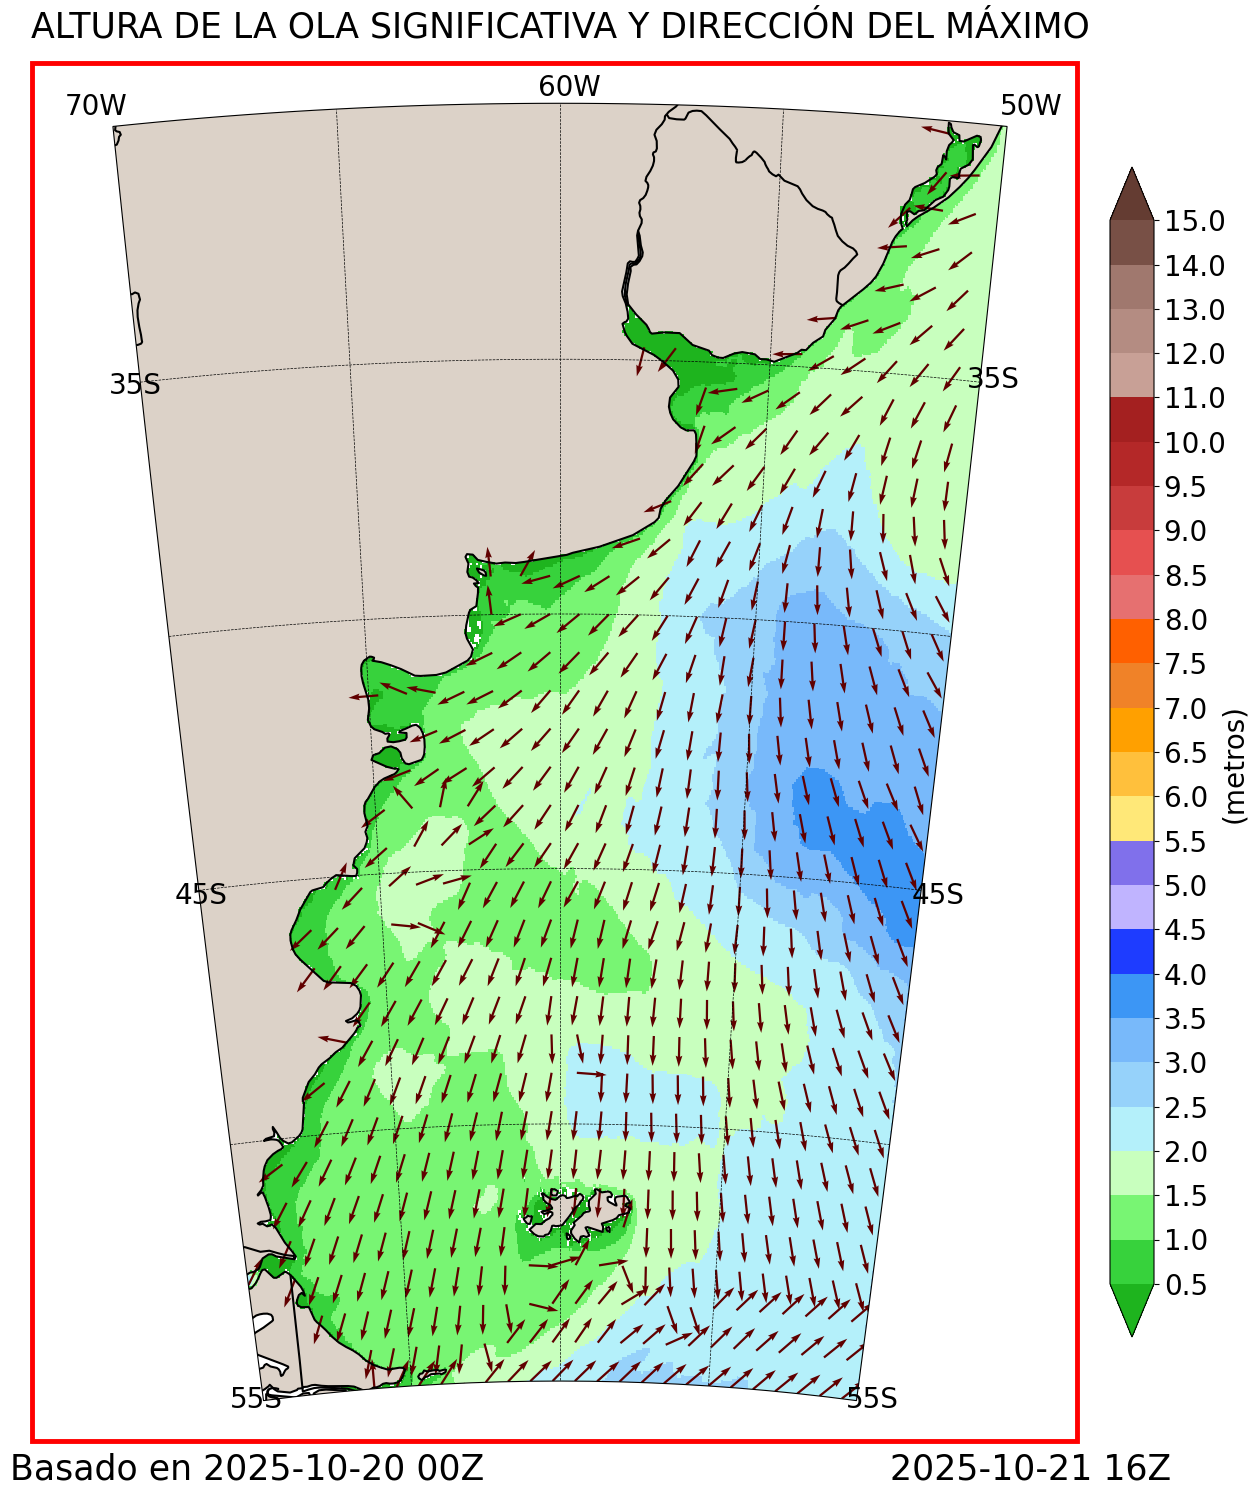 ALTURA DE LA OLA SIGNIFICATIVA Y DIRECCIÓN DEL MÁXIMO
70W
60W
50W
35S
35S
45S
45S
55S
55S
15.0
14.0
13.0
12.0
11.0
10.0
9.5
9.0
8.5
8.0
7.5
7.0
6.5
6.0
5.5
5.0
4.5
4.0
3.5
3.0
2.5
2.0
1.5
1.0
0.5
(metros)
Basado en 2025-10-20 00Z
2025-10-21 16Z